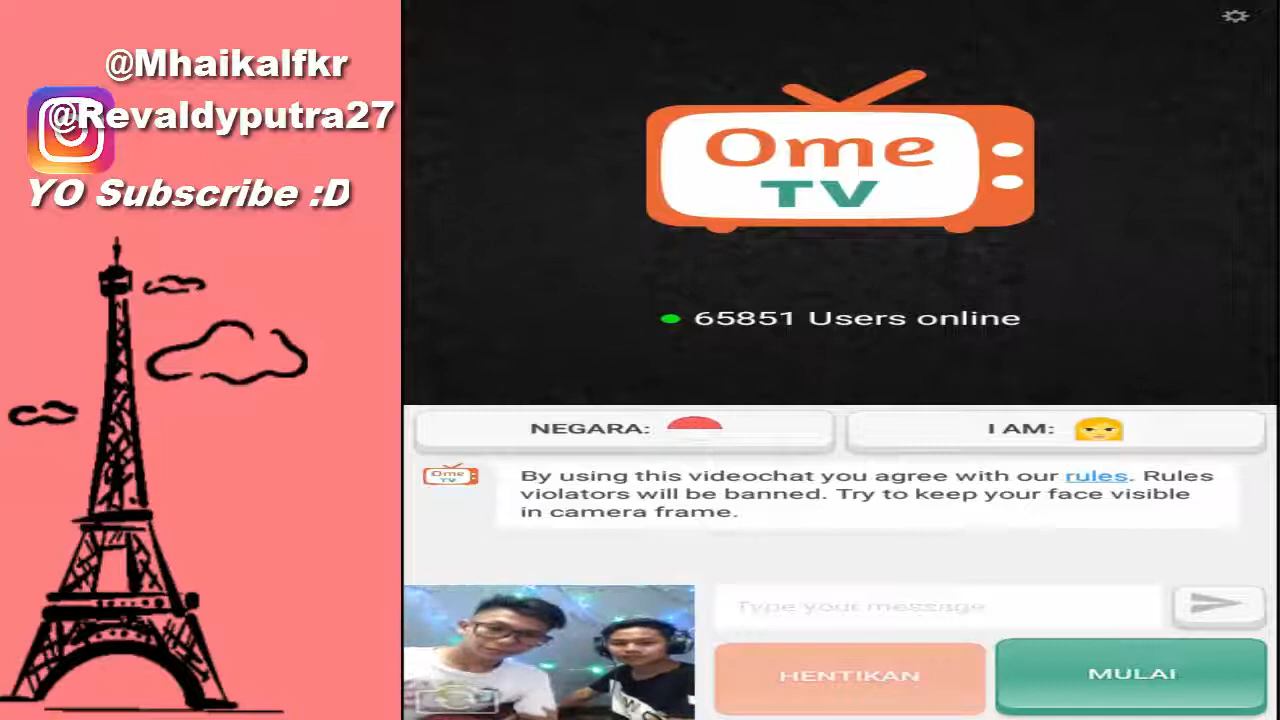 @Mhaikalfkr
@Revaldyputra27
YO Subscribe :D
Ome
TV
65851 Users online
NEGARA:
I AM:
Ome
TV
By using this videochat you agree with our rules. Rules
violators will be banned. Try to keep your face visible
in camera frame.
Type your message
HENTIKAN
MULAI